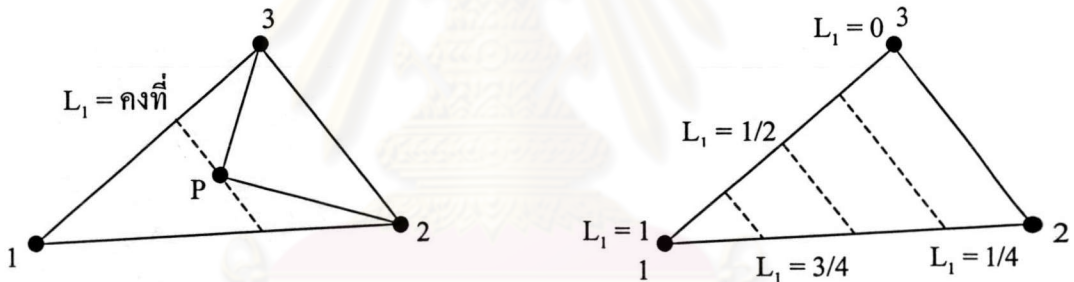 3
L₁ = คงที่
P
1
2
L₁ = 0
3
L₁ = 1/2
L₁ = 1
1
L₁ = 3/4
L₁ = 1/4
2